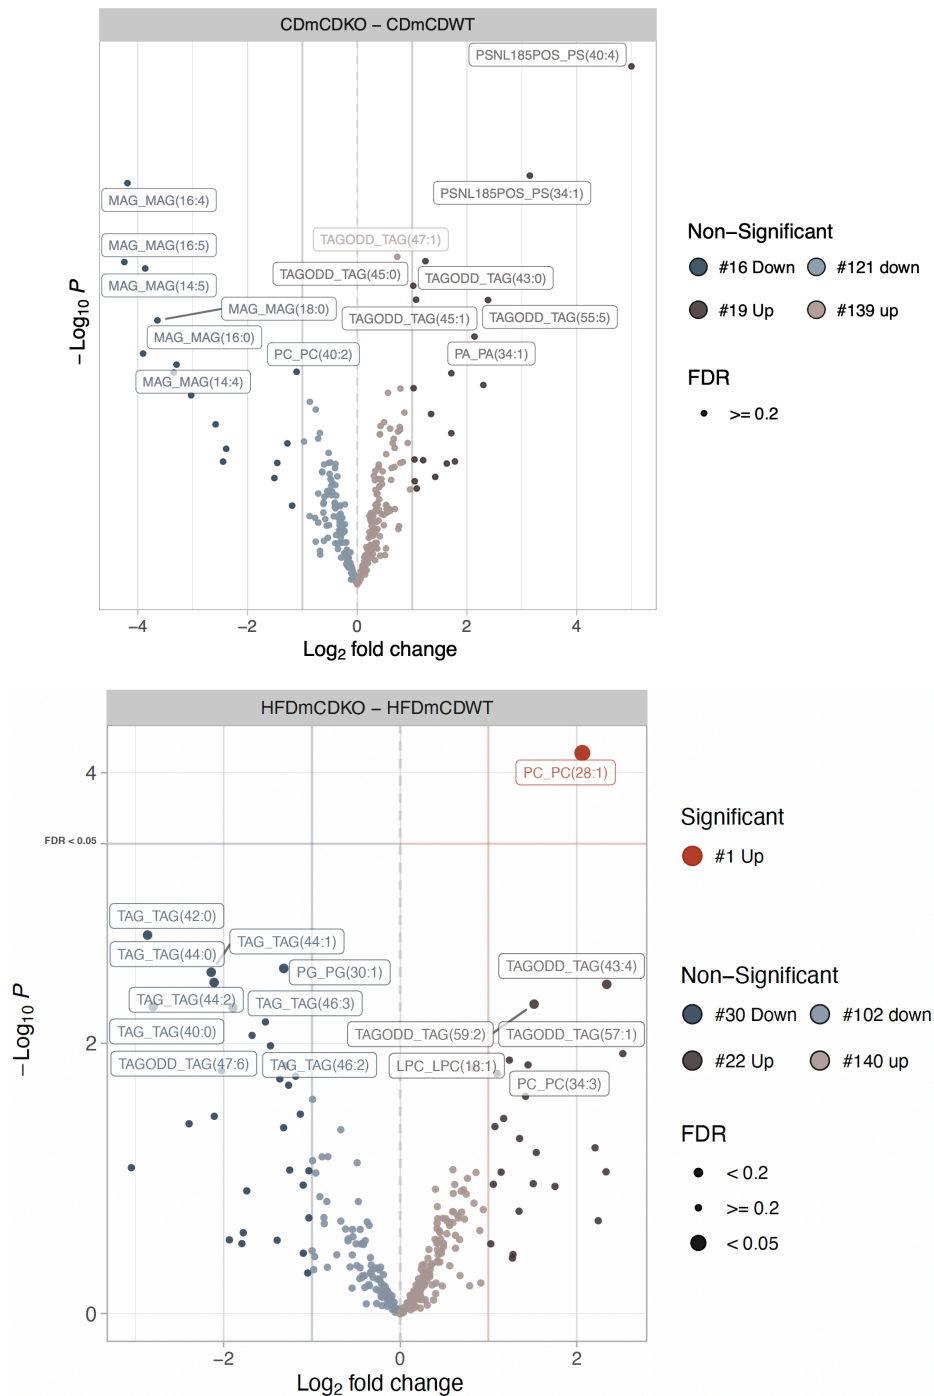 CDmCDKO − CDmCDWT
PSNL185POS_PS(40:4)
MAG_MAG(16:4)
PSNL185POS_PS(34:1)
MAG_MAG(16:5)
TAGODD_TAG(47:1)
TAGODD_TAG(45:0)
TAGODD_TAG(43:0)
MAG_MAG(14:5)
MAG_MAG(18:0)
TAGODD_TAG(45:1)
TAGODD_TAG(55:5)
MAG_MAG(16:0)
PC_PC(40:2)
PA_PA(34:1)
MAG_MAG(14:4)
−Log10 P
−4 −2 0 2 4
Log2 fold change
Non−Significant
#16 Down #121 down
#19 Up #139 up
FDR
>= 0.2
HFDmCDKO − HFDmCDWT
PC_PC(28:1)
4
FDR < 0.05
TAG_TAG(42:0)
TAG_TAG(44:1)
TAG_TAG(44:0)
PG_PG(30:1)
TAGODD_TAG(43:4)
TAG_TAG(44:2)
TAG_TAG(46:3)
TAG_TAG(40:0)
TAGODD_TAG(59:2)
TAGODD_TAG(57:1)
2
TAGODD_TAG(47:6)
TAG_TAG(46:2)
LPC_LPC(18:1)
PC_PC(34:3)
0
−Log10 P
−2 0 2
Log2 fold change
Significant
#1 Up
Non−Significant
#30 Down #102 down
#22 Up #140 up
FDR
< 0.2
>= 0.2
< 0.05